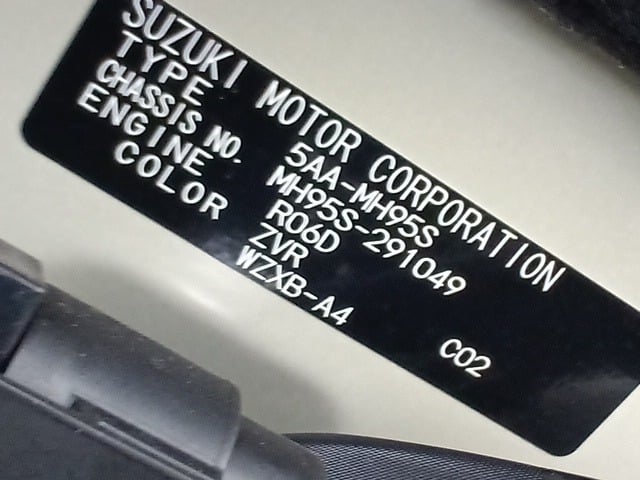 SUZUKI MOTOR CORPORATION
TYPE 5AA-MH95S
CHASSIS NO. MH95S-291049
ENGINE R06D
COLOR ZVR
WZXB-A4 C02